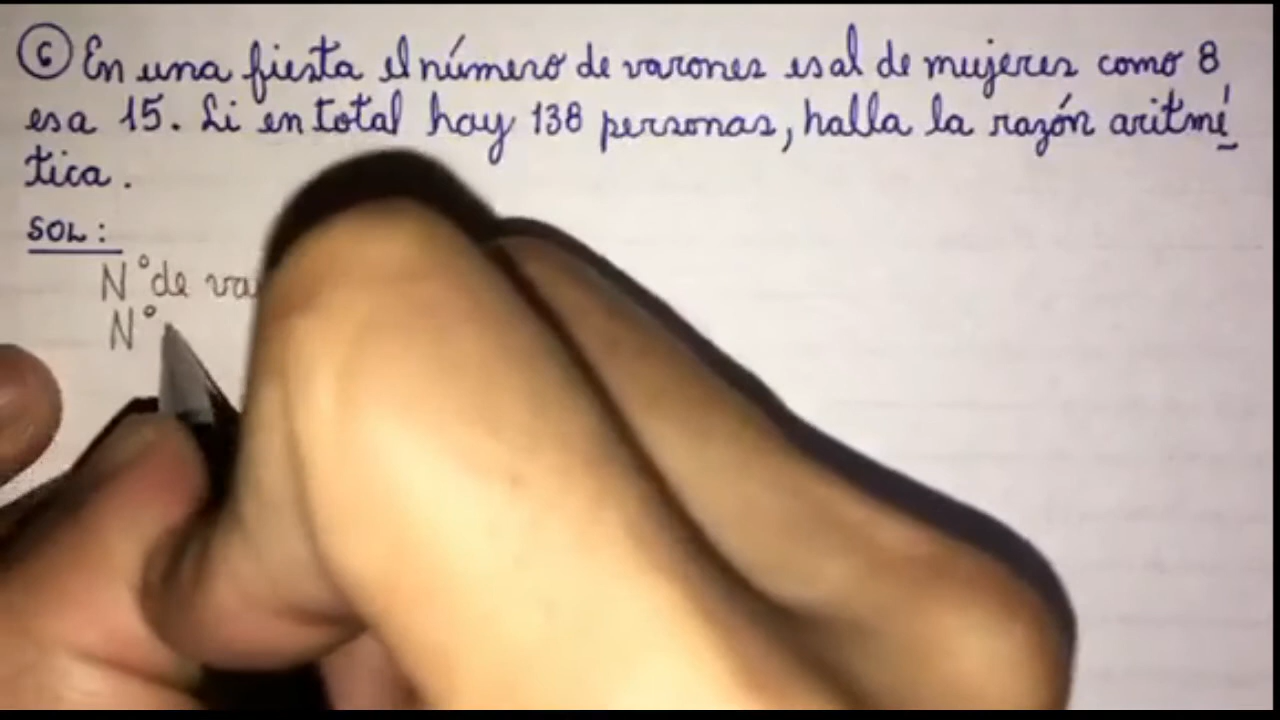 6 En una fiesta el número de varones es al de mujeres como 8
es a 15. Si en total hay 138 personas, halla la razón aritmé
tica.
SOL:
N° de va
N°